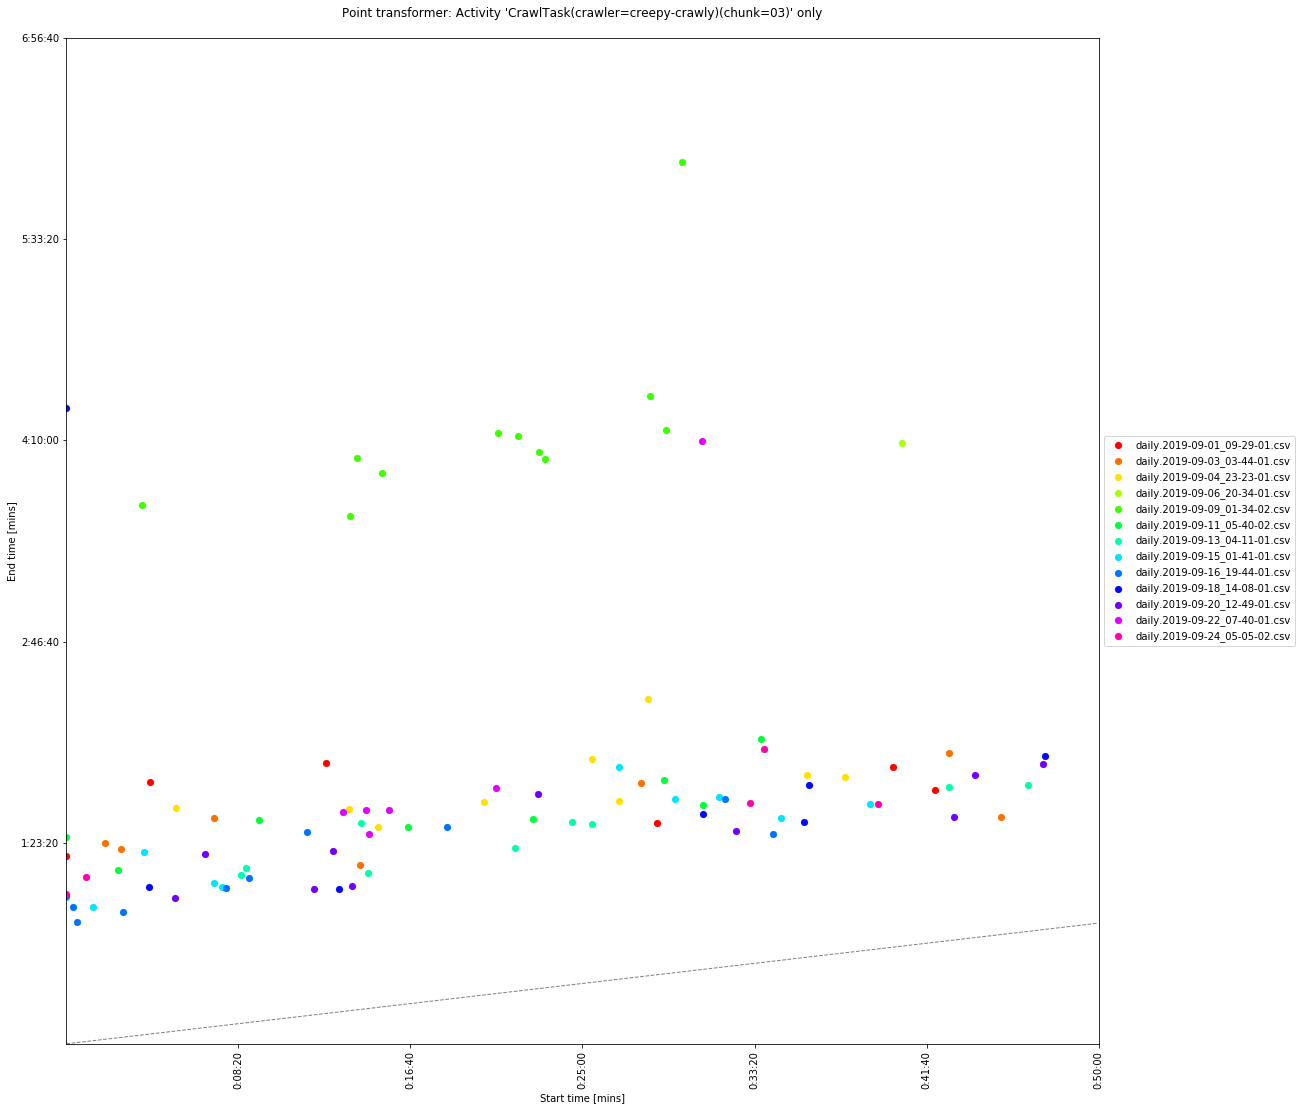 Point transformer: Activity 'CrawlTask(crawler=creepy-crawly)(chunk=03)' only
6:56:40
5:33:20
4:10:00
2:46:40
1:23:20
End time [mins]
0:08:20
0:16:40
0:25:00
0:33:20
0:41:40
0:50:00
Start time [mins]
daily.2019-09-01_09-29-01.csv
daily.2019-09-03_03-44-01.csv
daily.2019-09-04_23-23-01.csv
daily.2019-09-06_20-34-01.csv
daily.2019-09-09_01-34-02.csv
daily.2019-09-11_05-40-02.csv
daily.2019-09-13_04-11-01.csv
daily.2019-09-15_01-41-01.csv
daily.2019-09-16_19-44-01.csv
daily.2019-09-18_14-08-01.csv
daily.2019-09-20_12-49-01.csv
daily.2019-09-22_07-40-01.csv
daily.2019-09-24_05-05-02.csv